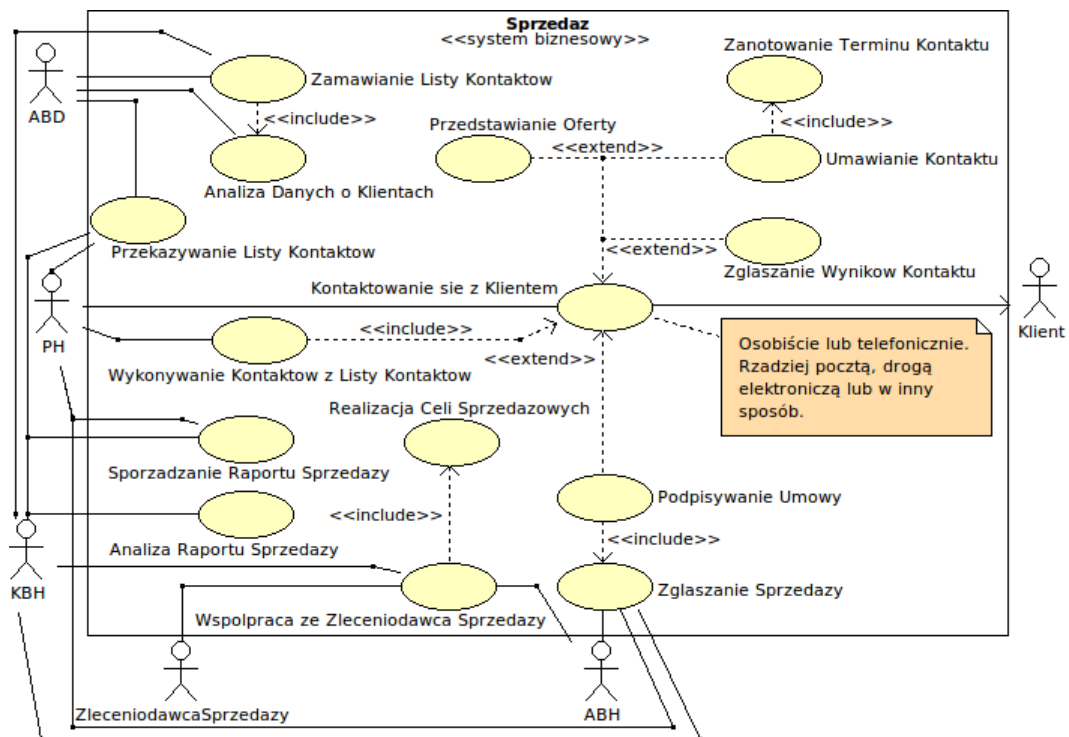 Sprzedaz
<<system biznesowy>>
Zanotowanie Terminu Kontaktu
ABD
Zamawianie Listy Kontaktow
<<include>>
Przedstawianie Oferty
<<include>>
<<extend>>
Umawianie Kontaktu
Analiza Danych o Klientach
Przekazywanie Listy Kontaktow
<<extend>>
Zglaszanie Wynikow Kontaktu
Kontaktowanie sie z Klientem
PH
Klient
<<include>>
<<extend>>
Osobiście lub telefonicznie.
Rzadziej pocztą, drogą
elektroniczą lub w inny
sposób.
Wykonywanie Kontaktow z Listy Kontaktow
Realizacja Celi Sprzedazowych
Sporzadzanie Raportu Sprzedazy
Podpisywanie Umowy
<<include>>
<<include>>
Analiza Raportu Sprzedazy
KBH
Zglaszanie Sprzedazy
Wspolpraca ze Zleceniodawca Sprzedazy
ZleceniodawcaSprzedazy
ABH